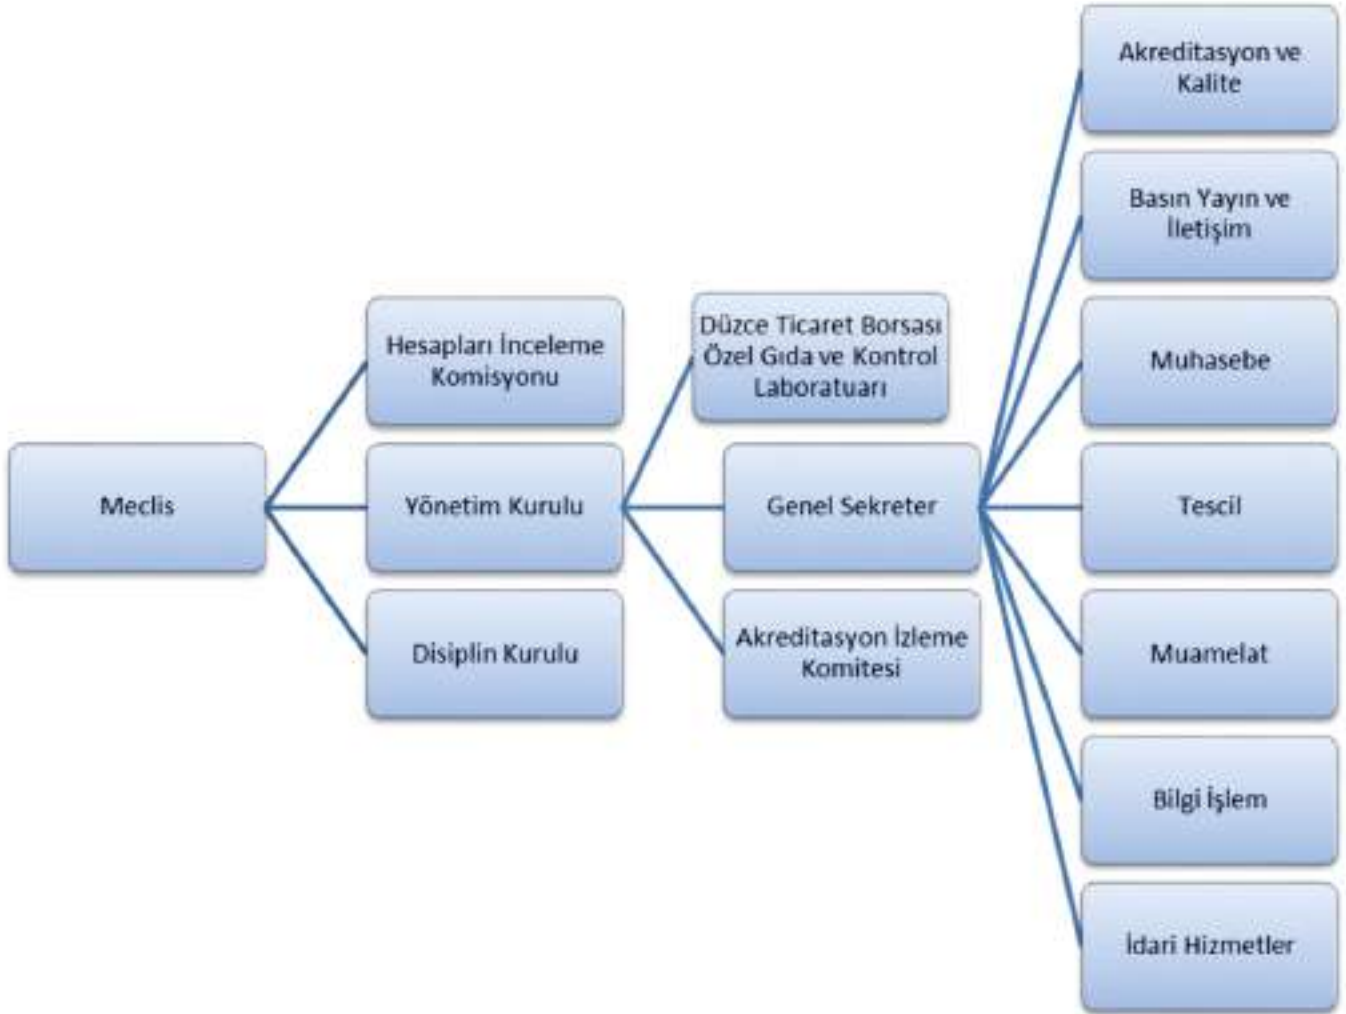 Meclis
Hesapları İnceleme
Komisyonu
Yönetim Kurulu
Disiplin Kurulu
Düzce Ticaret Borsası
Özel Gıda ve Kontrol
Laboratuarı
Genel Sekreter
Akreditasyon İzleme
Komitesi
Akreditasyon ve
Kalite
Basın Yayın ve
İletişim
Muhasebe
Tescil
Muamelat
Bilgi İşlem
İdari Hizmetler